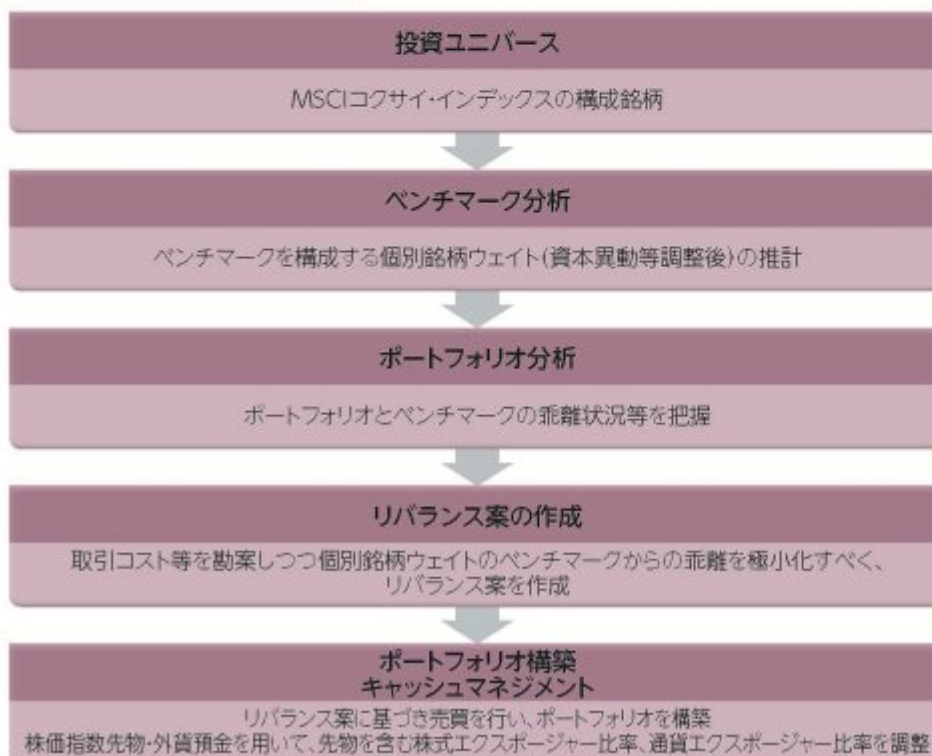 投資ユニバース
MSCIコクサイ・インデックスの構成銘柄
ベンチマーク分析
ベンチマークを構成する個別銘柄ウェイト(資本異動等調整後)の推計
ポートフォリオ分析
ポートフォリオとベンチマークの乖離状況等を把握
リバランス案の作成
取引コスト等を勘案しつつ個別銘柄ウェイトのベンチマークからの乖離を極小化すべく、
リバランス案を作成
ポートフォリオ構築
キャッシュマネジメント
リバランス案に基づき売買を行い、ポートフォリオを構築
株価指数先物・外貨預金を用いて、先物を含む株式エクスポージャー比率、通貨エクスポージャー比率を調整